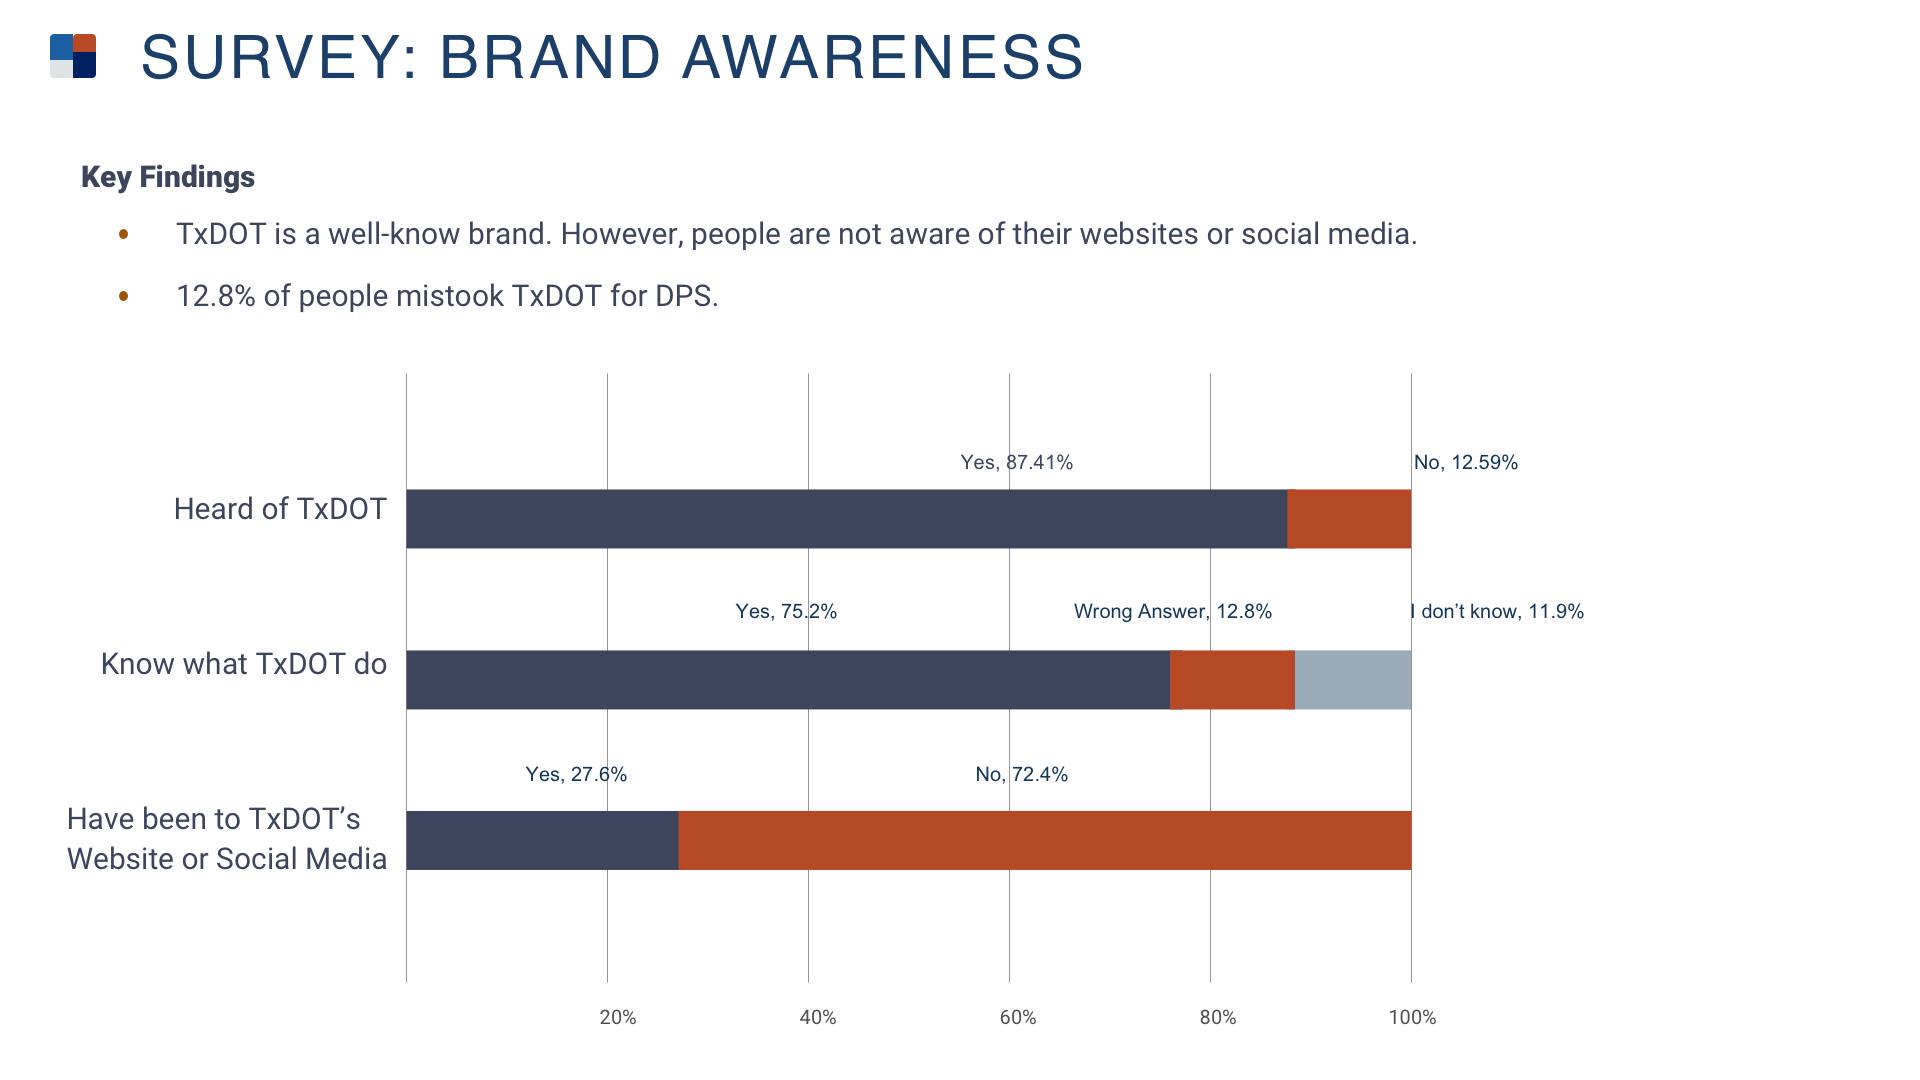 SURVEY: BRAND AWARENESS
Key Findings
• TxDOT is a well-know brand. However, people are not aware of their websites or social media.
• 12.8% of people mistook TxDOT for DPS.
Yes, 87.41% No, 12.59%
Heard of TxDOT
Yes, 75.2% Wrong Answer, 12.8% I don’t know, 11.9%
Know what TxDOT do
Yes, 27.6% No, 72.4%
Have been to TxDOT’s
Website or Social Media
20% 40% 60% 80% 100%